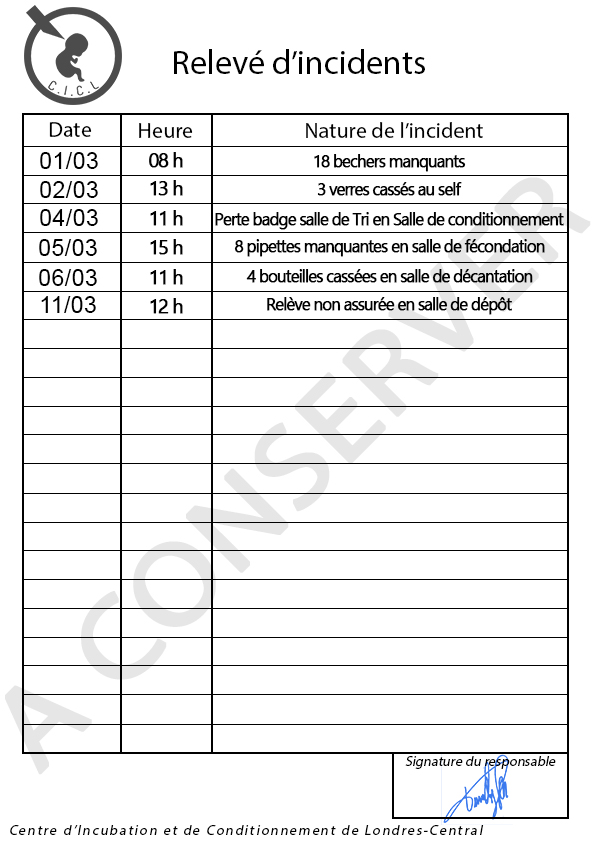 C.I.C.L
Relevé d’incidents
Date Heure Nature de l’incident
01/03 08 h 18 bechers manquants
02/03 13 h 3 verres cassés au self
04/03 11 h Perte badge salle de Tri en Salle de conditionnement
05/03 15 h 8 pipettes manquantes en salle de fécondation
06/03 11 h 4 bouteilles cassées en salle de décantation
11/03 12 h Relève non assurée en salle de dépôt
A CONSERVER
Signature du responsable
Centre d’Incubation et de Conditionnement de Londres-Central